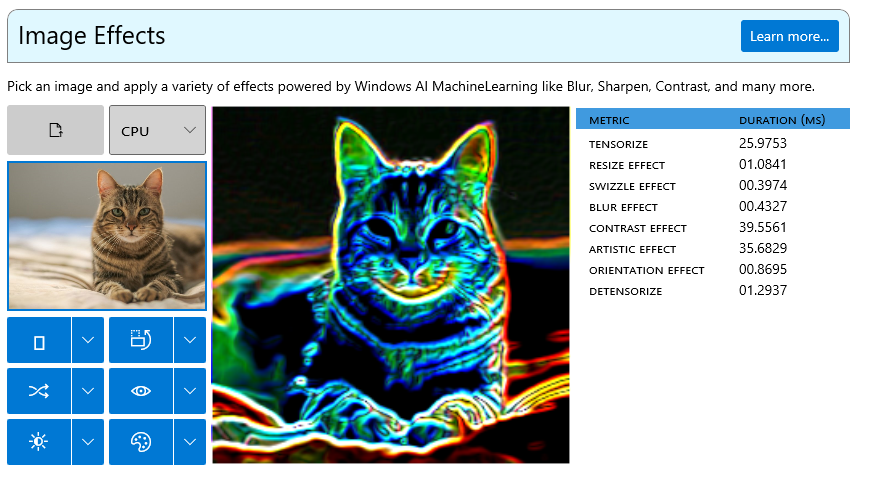 Image Effects
Learn more...
Pick an image and apply a variety of effects powered by Windows AI MachineLearning like Blur, Sharpen, Contrast, and many more.
CPU
METRIC DURATION (MS)
TENSORIZE 25.9753
RESIZE EFFECT 01.0841
SWIZZLE EFFECT 00.3974
BLUR EFFECT 00.4327
CONTRAST EFFECT 39.5561
ARTISTIC EFFECT 35.6829
ORIENTATION EFFECT 00.8695
DETENSORIZE 01.2937